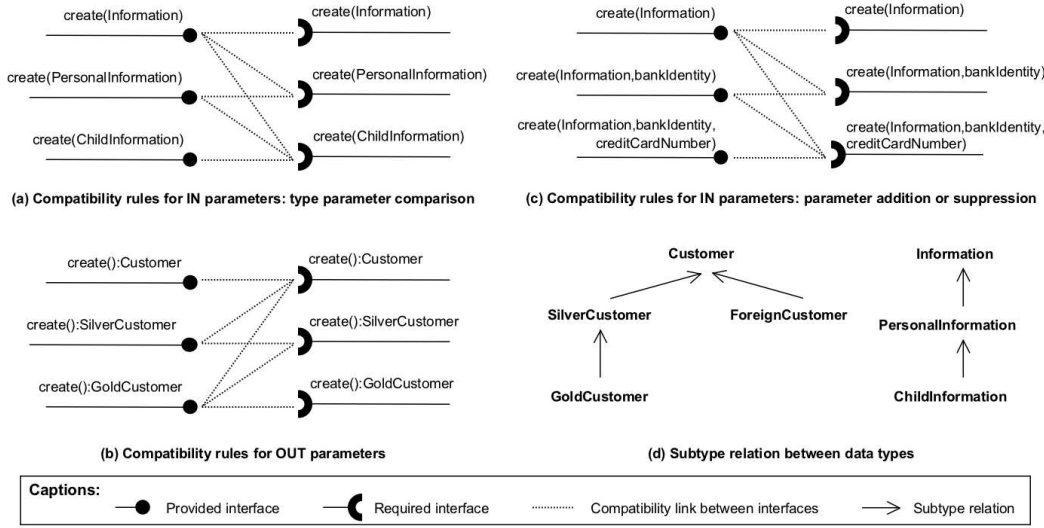 create(Information)
create(Information)
create(PersonalInformation)
create(PersonalInformation)
create(ChildInformation)
create(ChildInformation)
(a) Compatibility rules for IN parameters: type parameter comparison
create(Information)
create(Information)
create(Information,bankIdentity)
create(Information,bankIdentity)
create(Information,bankIdentity,
creditCardNumber)
create(Information,bankIdentity,
creditCardNumber)
(c) Compatibility rules for IN parameters: parameter addition or suppression
create():Customer
create():Customer
create():SilverCustomer
create():SilverCustomer
create():GoldCustomer
create():GoldCustomer
(b) Compatibility rules for OUT parameters
Customer
SilverCustomer
ForeignCustomer
GoldCustomer
Information
PersonalInformation
ChildInformation
(d) Subtype relation between data types
Captions:
Provided interface
Required interface
Compatibility link between interfaces
Subtype relation